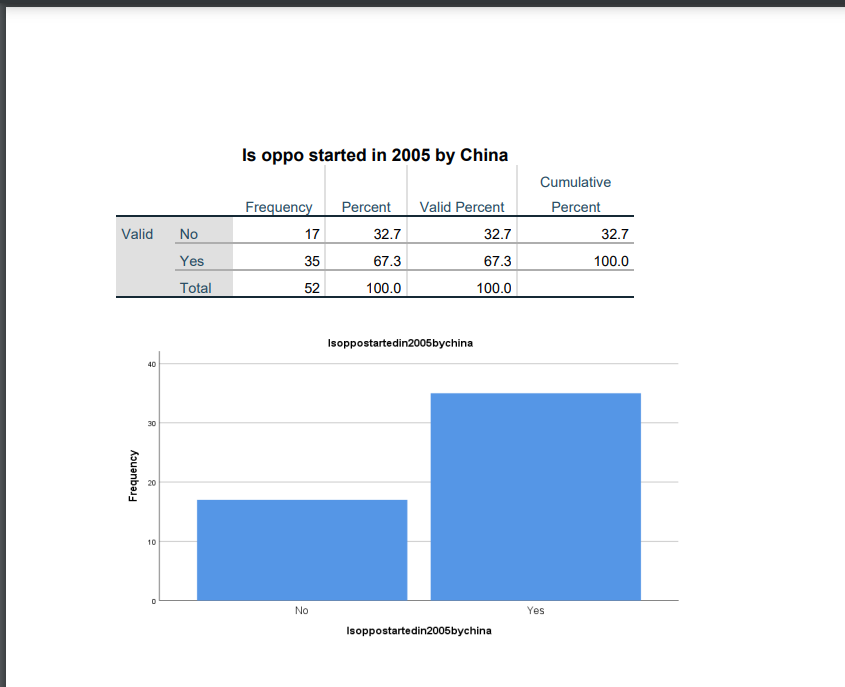 Is oppo started in 2005 by China
Cumulative
Frequency Percent Valid Percent Percent
Valid No 17 32.7 32.7 32.7
Yes 35 67.3 67.3 100.0
Total 52 100.0 100.0
Isoppostartedin2005bychina
40
30
20
10
0
Frequency
No Yes
Isoppostartedin2005bychina